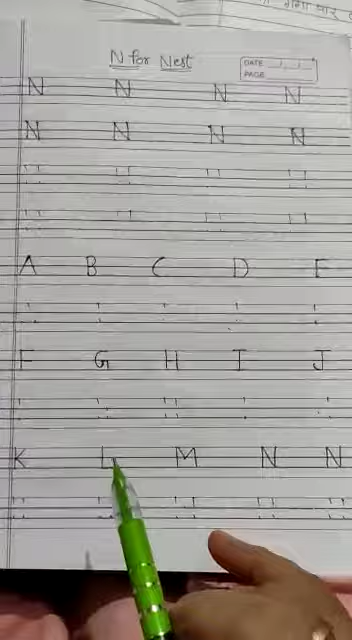 N for Nest
DATE
PAGE
N N N N
N N N N
A B C D E
F G H I J
K L M N N